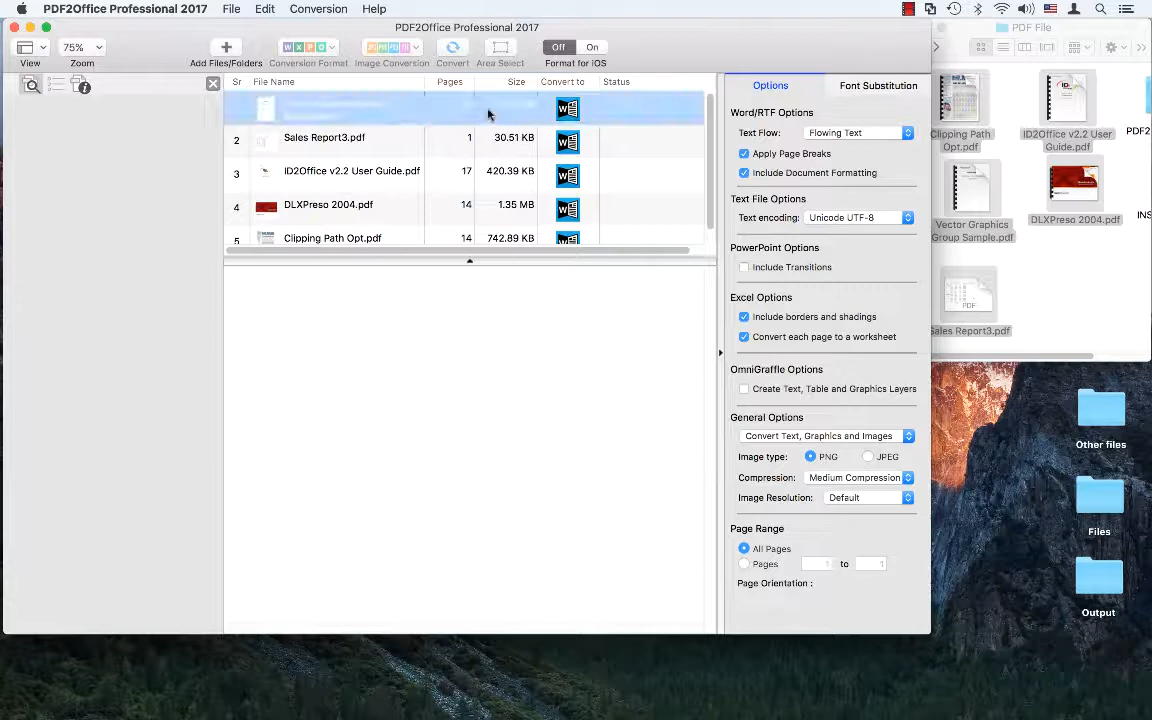 PDF2Office Professional 2017 File Edit Conversion Help
PDF2Office Professional 2017
PDF File
75%
Off On
View Zoom Add Files/Folders Conversion Format Image Conversion Convert Area Select Format for iOS
Sr File Name Pages Size Convert to Status
2 Sales Report3.pdf 1 30.51 KB
3 ID2Office v2.2 User Guide.pdf 17 420.39 KB
4 DLXPreso 2004.pdf 14 1.35 MB
5 Clipping Path Opt.pdf 14 742.89 KB
Options Font Substitution
Word/RTF Options
Text Flow: Flowing Text
Apply Page Breaks
Include Document Formatting
Text File Options
Text encoding: Unicode UTF-8
PowerPoint Options
Include Transitions
Excel Options
Include borders and shadings
Convert each page to a worksheet
OmniGraffle Options
Create Text, Table and Graphics Layers
General Options
Convert Text, Graphics and Images
Image type: PNG JPEG
Compression: Medium Compression
Image Resolution: Default
Page Range
All Pages
Pages 1 to 1
Page Orientation :
Clipping Path
Opt.pdf
ID2Office v2.2 User
Guide.pdf
PDF2
Vector Graphics
Group Sample.pdf
DLXPreso 2004.pdf
INS
PDF
Sales Report3.pdf
Other files
Files
Output